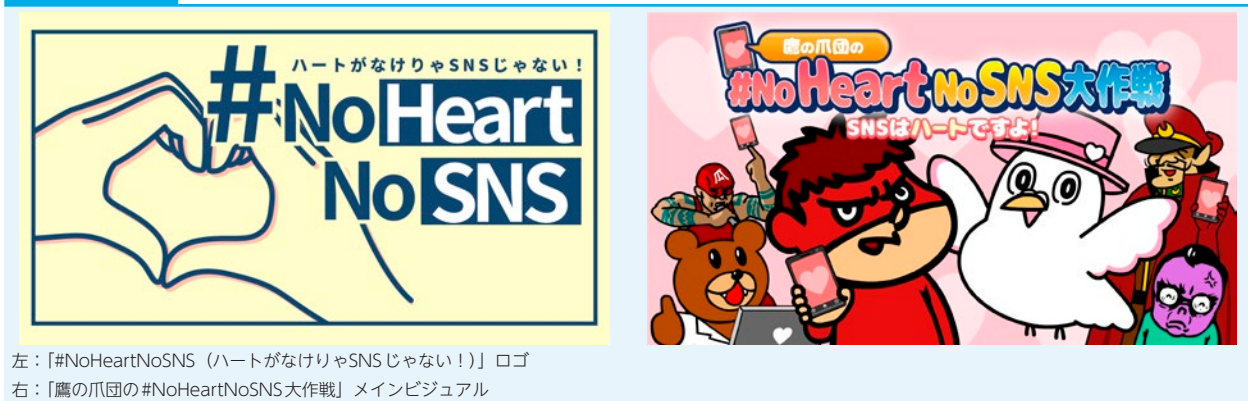 ハートがなけりゃSNSじゃない!
#NoHeart
NoSNS
鷹の爪団の
#NoHeartNoSNS大作戦
SNSはハートですよ!
爪
左:「#NoHeartNoSNS(ハートがなけりゃSNSじゃない!)」ロゴ
右:「鷹の爪団の#NoHeartNoSNS大作戦」メインビジュアル